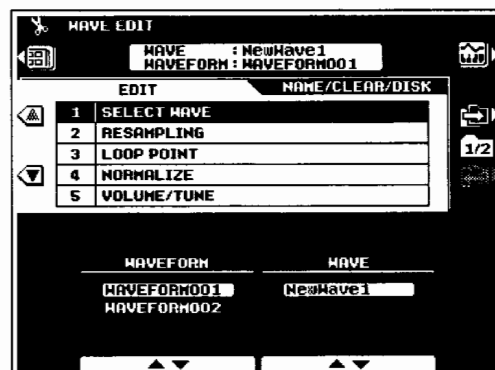 WAVE EDIT
WAVE : NewWave1
WAVEFORM : WAVEFORM001
EDIT NAME/CLEAR/DISK
1 SELECT WAVE
2 RESAMPLING
3 LOOP POINT
4 NORMALIZE
5 VOLUME/TUNE
1/2
WAVEFORM WAVE
WAVEFORM001 NewWave1
WAVEFORM002